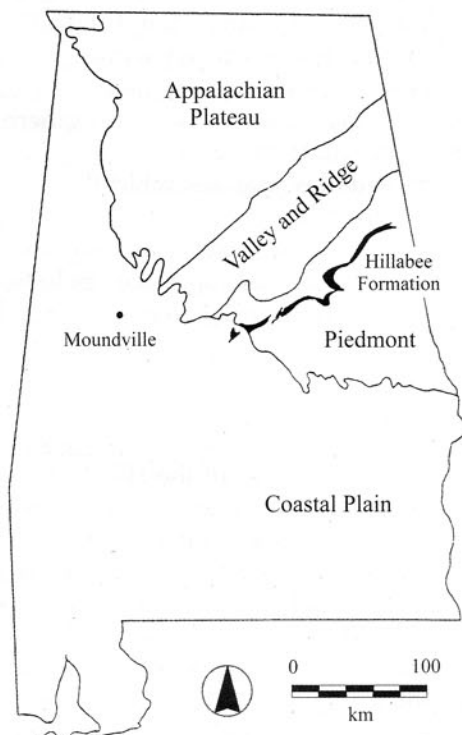 Appalachian
Plateau
Valley and Ridge
Hillabee
Formation
Moundville
Piedmont
Coastal Plain
0 100
km